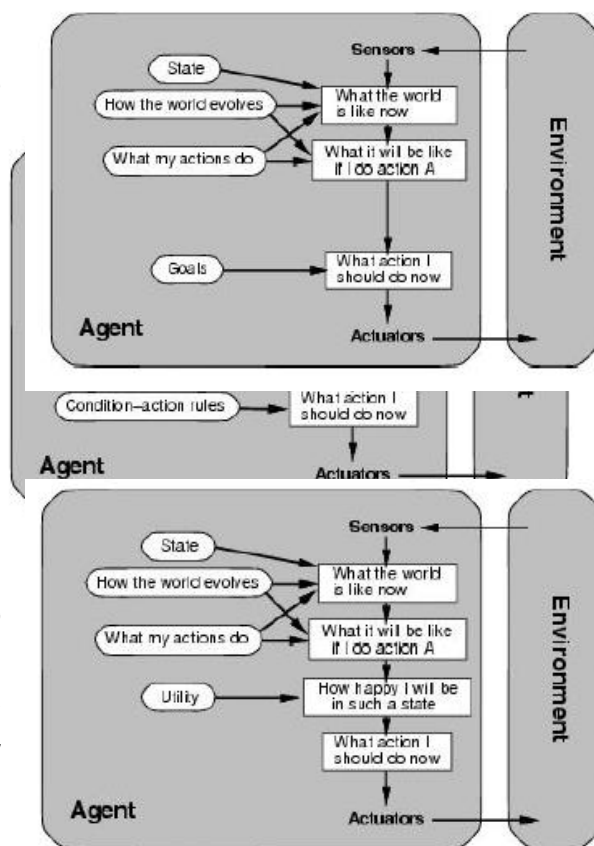 Sensors
State
What the world
is like now
How the world evolves
What my actions do
What it will be like
if I do action A
Environment
Goals
What action I
should do now
Agent
Actuators
Condition–action rules
What action I
should do now
Agent
Actuators
Sensors
State
What the world
is like now
How the world evolves
What my actions do
What it will be like
if I do action A
Environment
Utility
How happy I will be
in such a state
What action I
should do now
Agent
Actuators